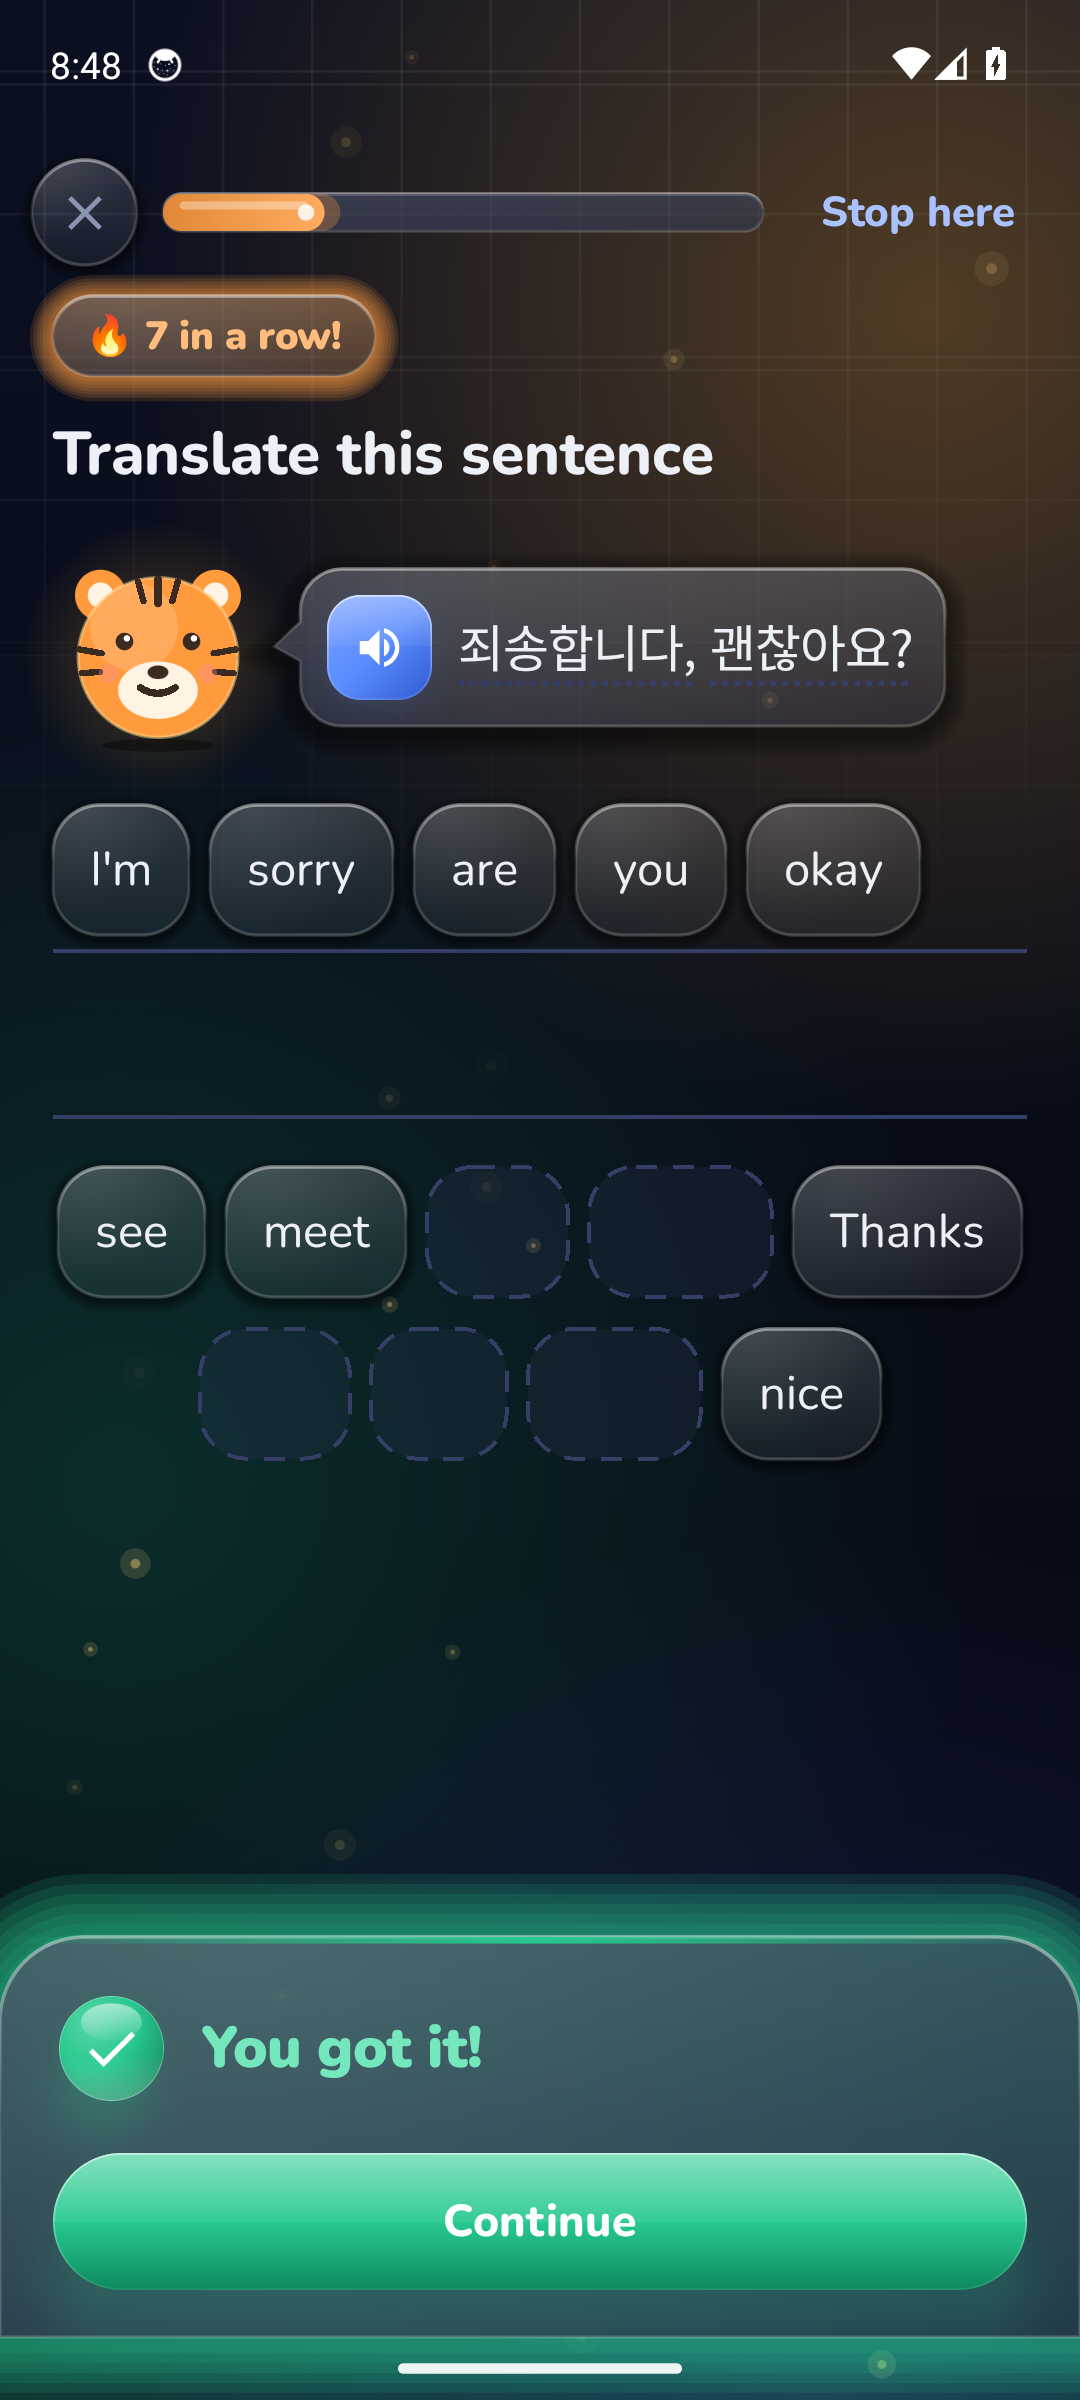 8:48
Stop here
7 in a row!
Translate this sentence
죄송합니다, 괜찮아요?
I'm sorry are you okay
see meet Thanks
nice
You got it!
Continue